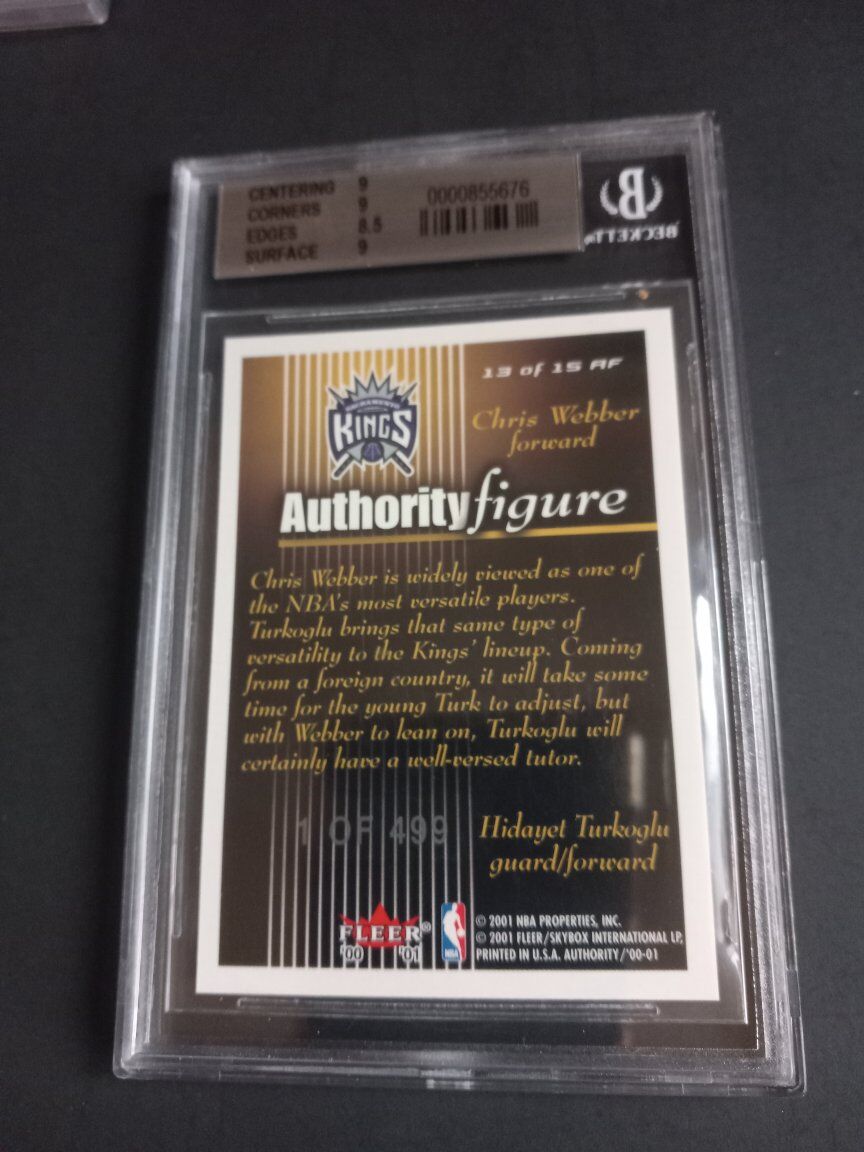 CENTERING 9
CORNERS 9
EDGES 8.5
SURFACE 9
0000855676
BECKETT
13 of 15 AF
SACRAMENTO
KINGS
Chris Webber
forward
Authority figure
Chris Webber is widely viewed as one of
the NBA's most versatile players.
Turkoglu brings that same type of
versatility to the Kings' lineup. Coming
from a foreign country, it will take some
time for the young Turk to adjust, but
with Webber to lean on, Turkoglu will
certainly have a well-versed tutor.
1 OF 499
Hidayet Turkoglu
guard/forward
FLEER®
'00 '01
NBA
© 2001 NBA PROPERTIES, INC.
© 2001 FLEER/SKYBOX INTERNATIONAL LP,
PRINTED IN U.S.A. AUTHORITY/'00-01